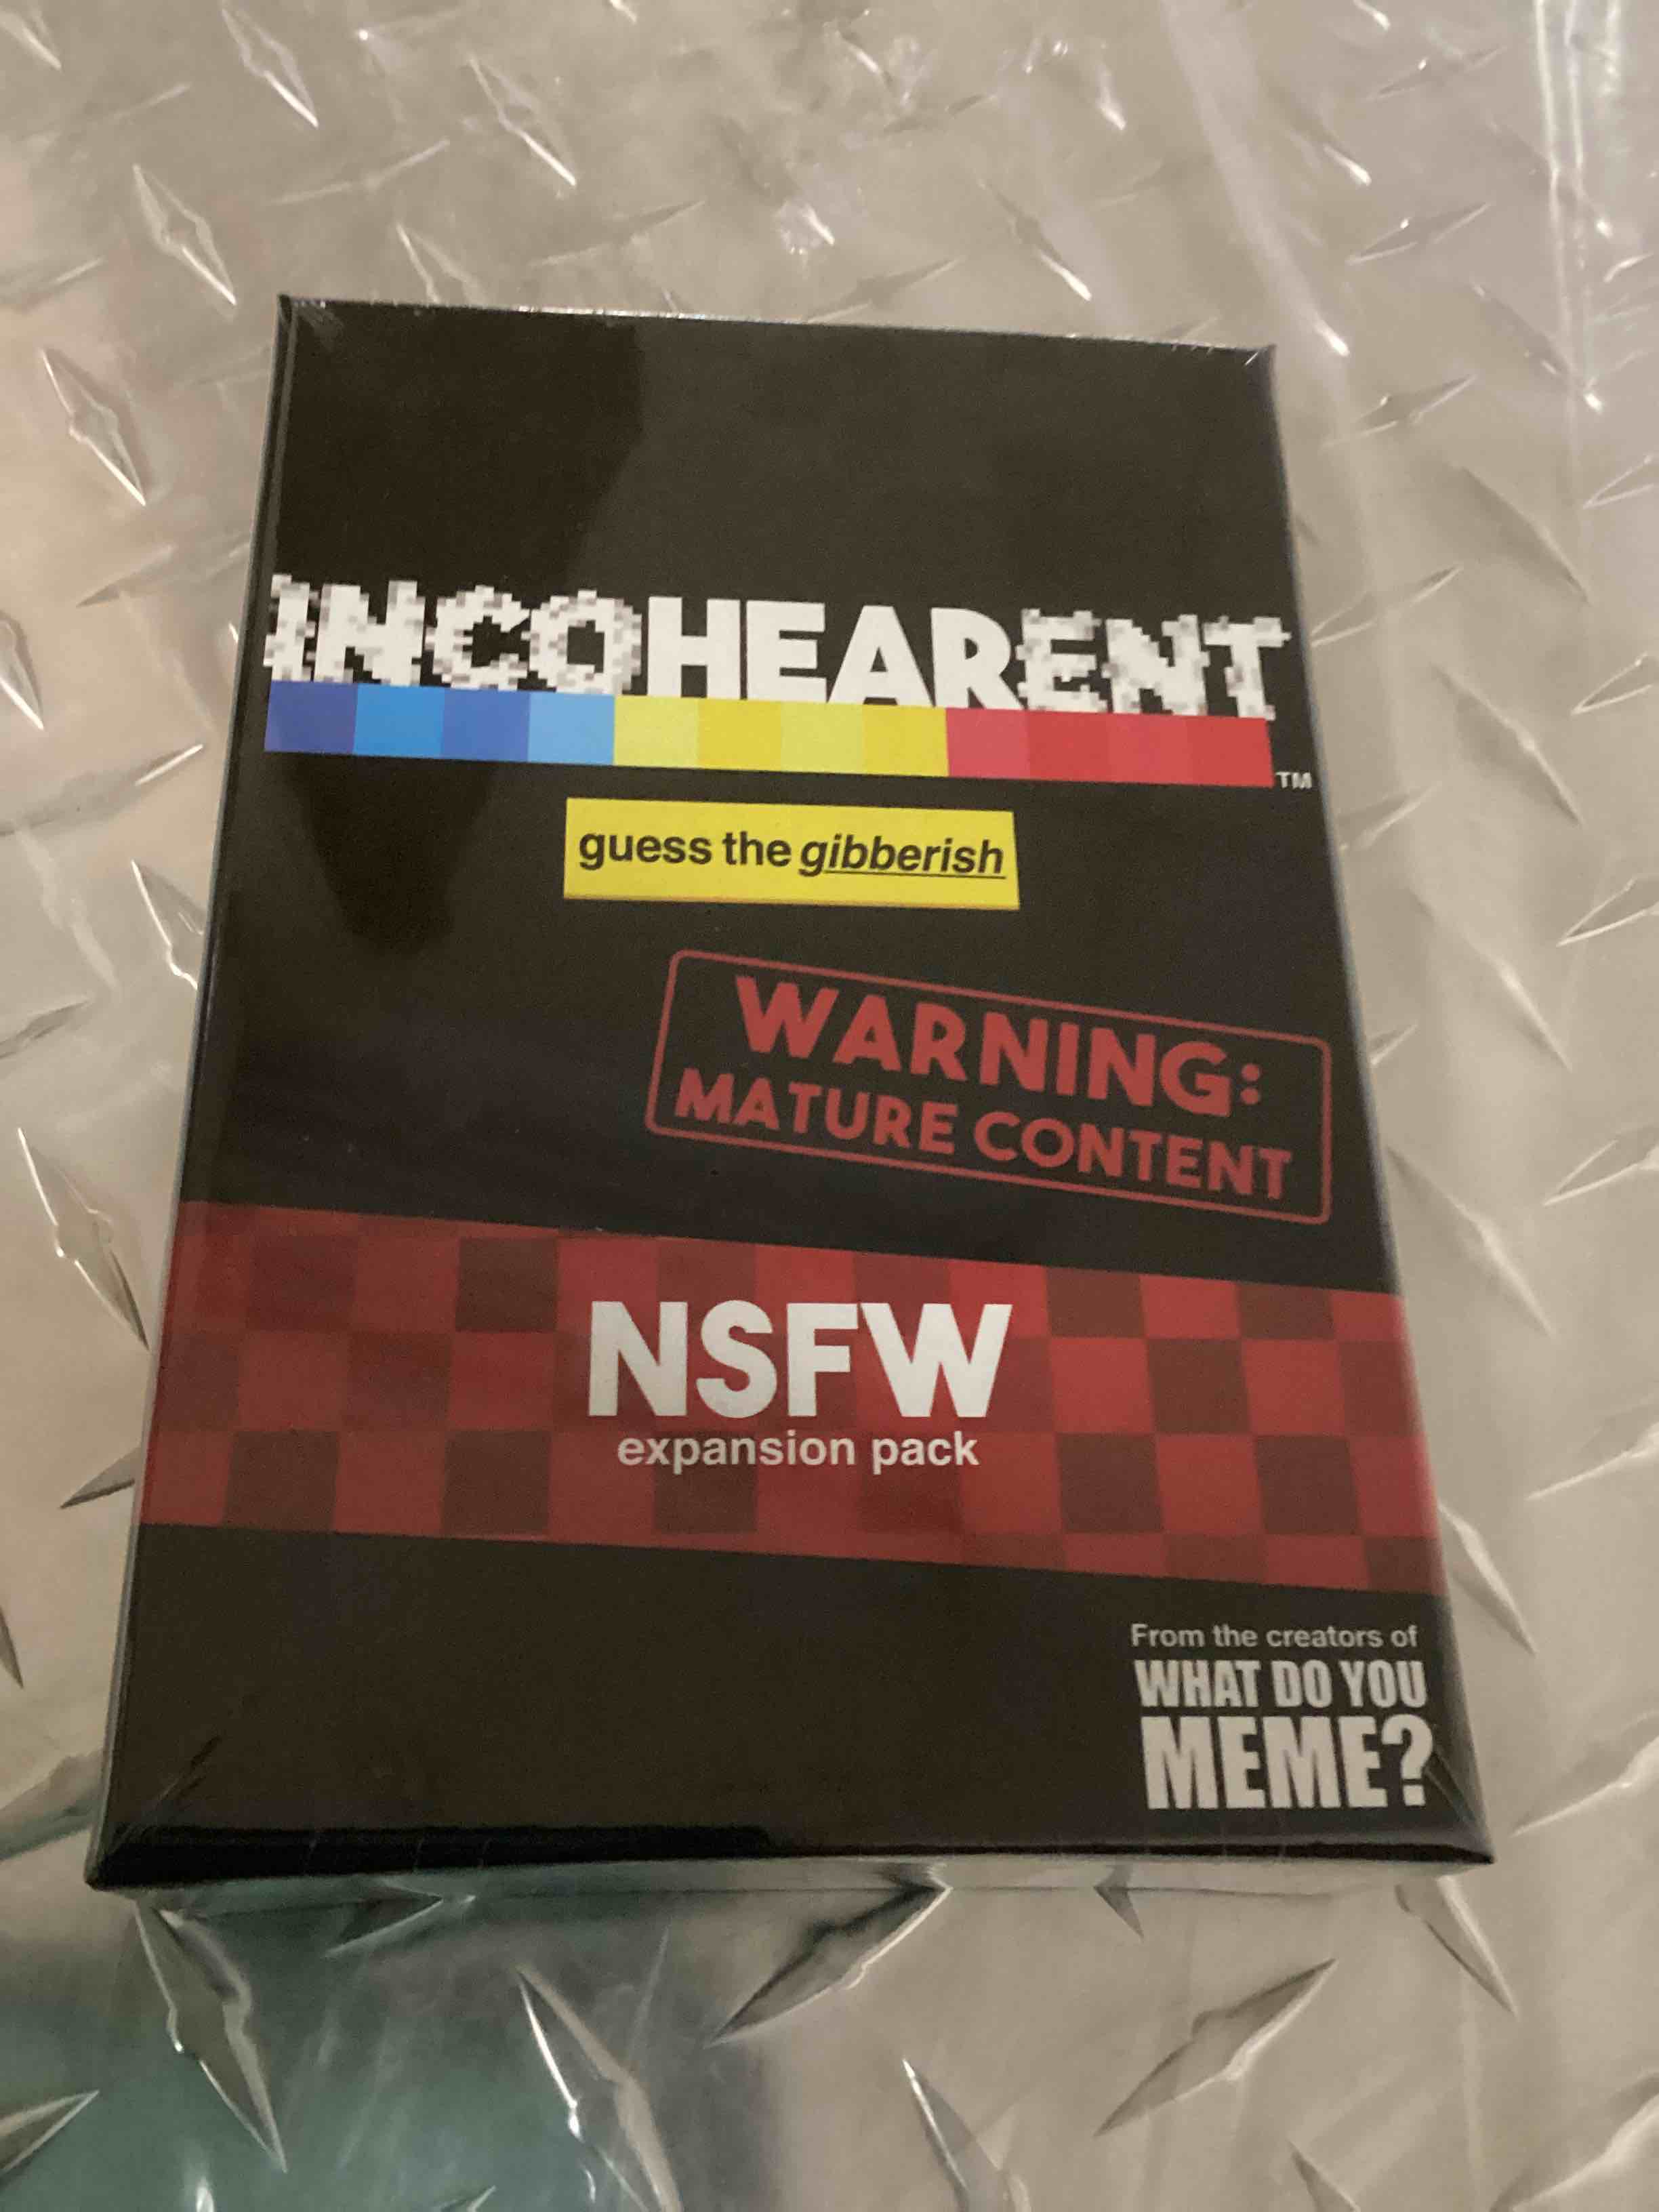 INCOHEARENT
TM
guess the gibberish
WARNING:
MATURE CONTENT
NSFW
expansion pack
From the creators of
WHAT DO YOU
MEME?